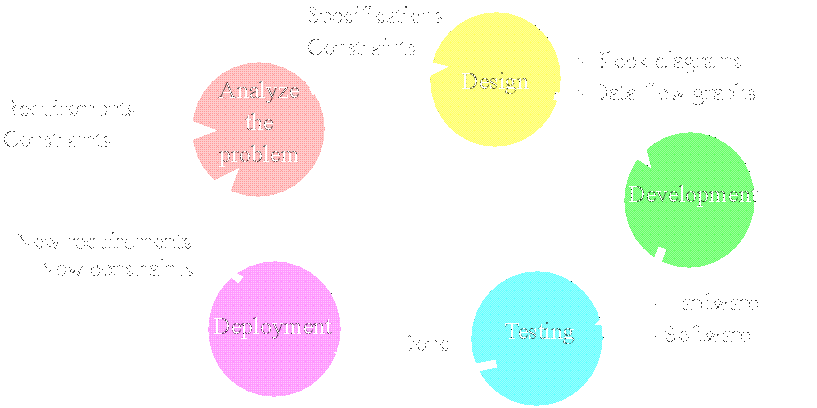 Specifications
Constraints
Design
Block diagrams
Data flow graphs
Analyze
the
problem
Requirements
Constraints
Development
New requirements
New constraints
Deployment
Testing
Done
Hardware
Software